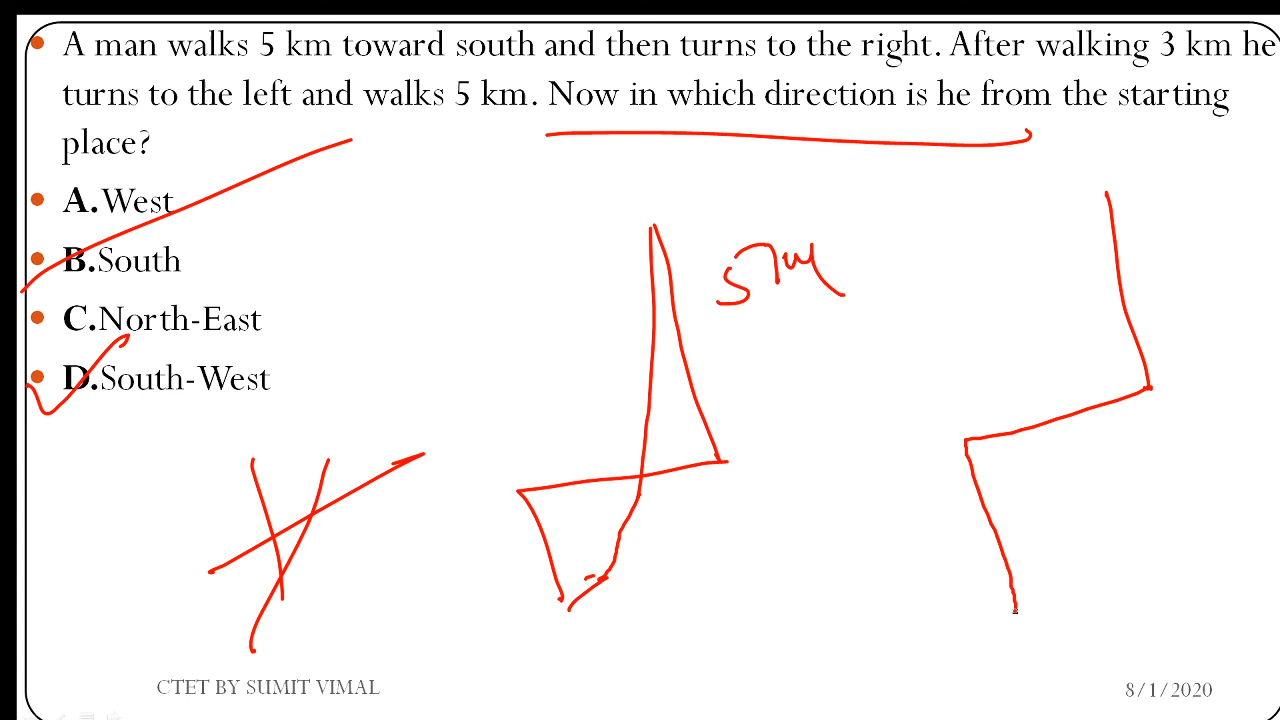 A man walks 5 km toward south and then turns to the right. After walking 3 km he
turns to the left and walks 5 km. Now in which direction is he from the starting
place?
A.West
B.South
C.North-East
D.South-West
CTET BY SUMIT VIMAL
8/1/2020